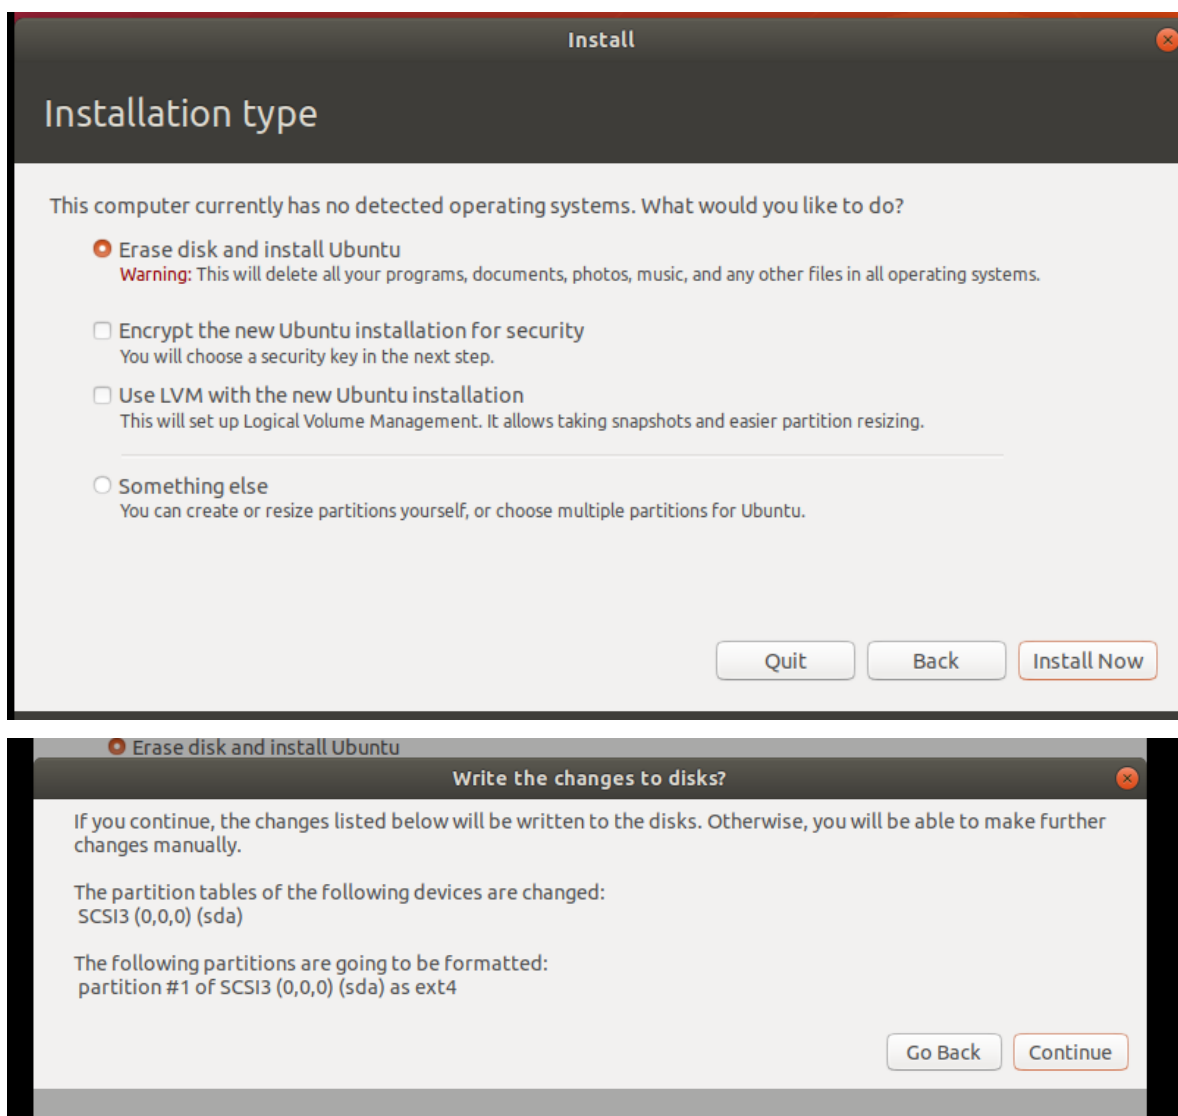 Install
Installation type
This computer currently has no detected operating systems. What would you like to do?
Erase disk and install Ubuntu
Warning: This will delete all your programs, documents, photos, music, and any other files in all operating systems.
Encrypt the new Ubuntu installation for security
You will choose a security key in the next step.
Use LVM with the new Ubuntu installation
This will set up Logical Volume Management. It allows taking snapshots and easier partition resizing.
Something else
You can create or resize partitions yourself, or choose multiple partitions for Ubuntu.
Quit Back Install Now
Erase disk and install Ubuntu
Write the changes to disks?
If you continue, the changes listed below will be written to the disks. Otherwise, you will be able to make further
changes manually.
The partition tables of the following devices are changed:
SCSI3 (0,0,0) (sda)
The following partitions are going to be formatted:
partition #1 of SCSI3 (0,0,0) (sda) as ext4
Go Back Continue